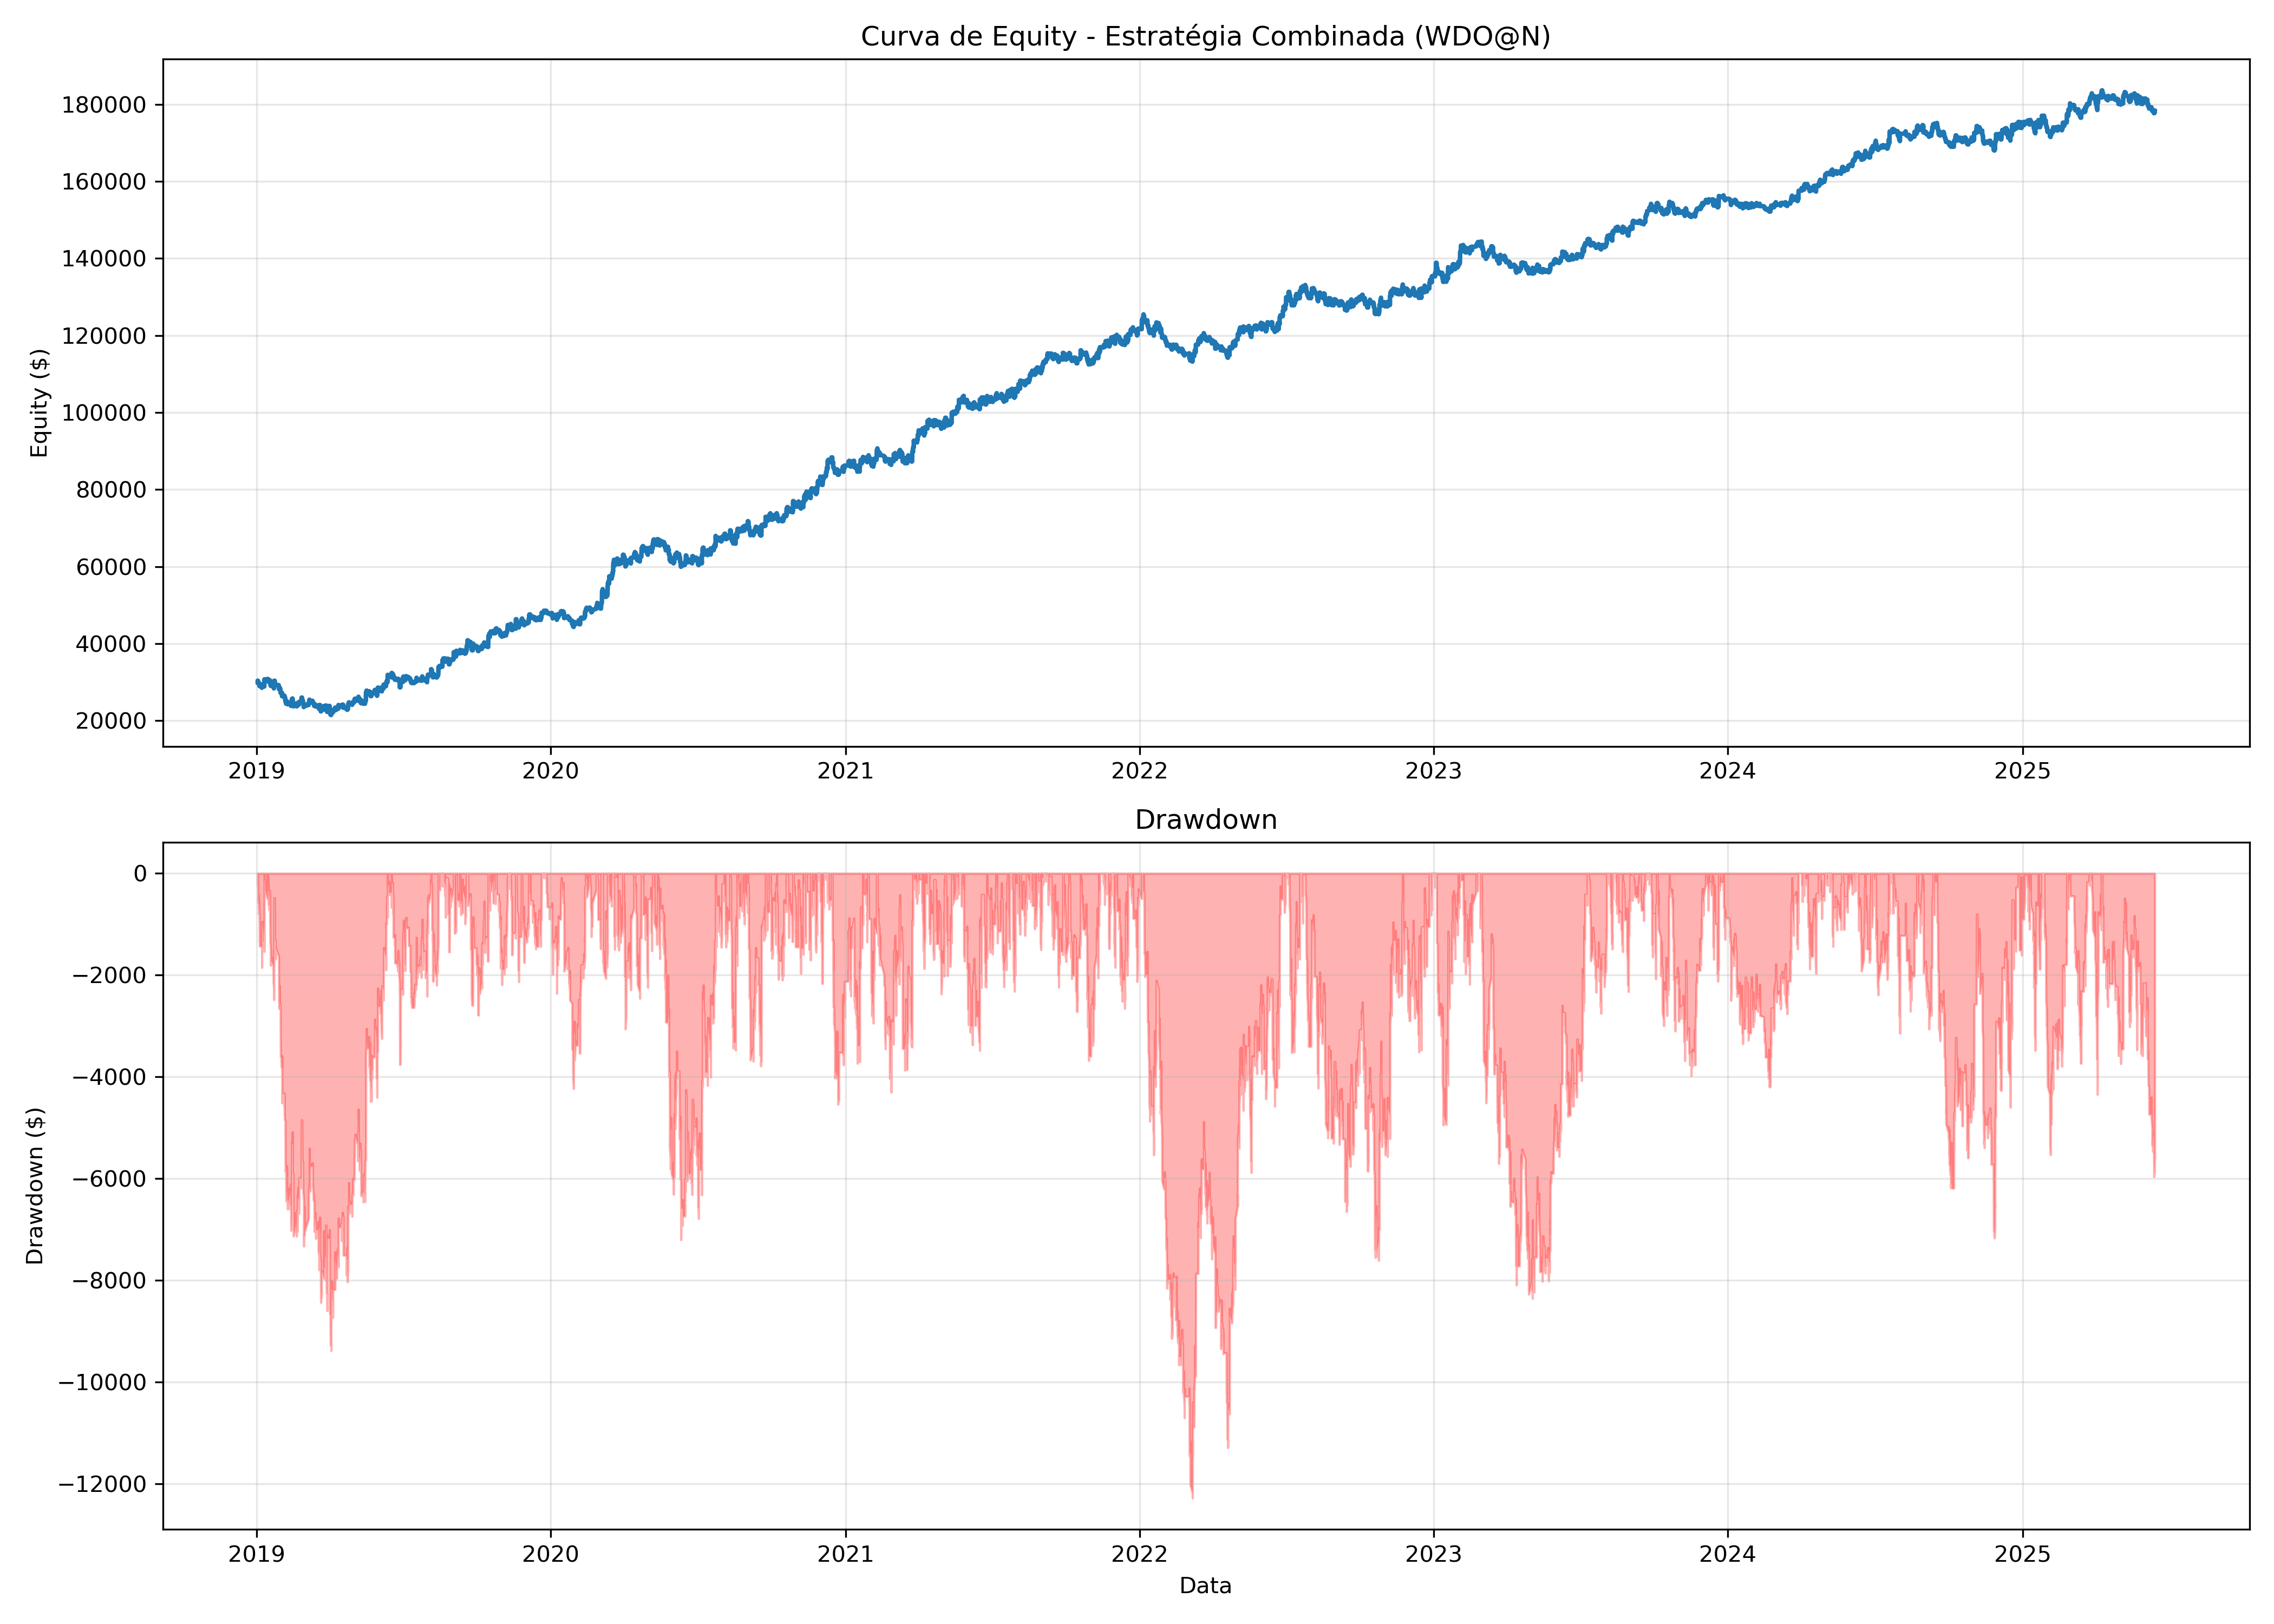 Curva de Equity - Estratégia Combinada (WDO@N)
Equity ($)
180000
160000
140000
120000
100000
80000
60000
40000
20000
2019 2020 2021 2022 2023 2024 2025
Drawdown
Drawdown ($)
0
−2000
−4000
−6000
−8000
−10000
−12000
2019 2020 2021 2022 2023 2024 2025
Data